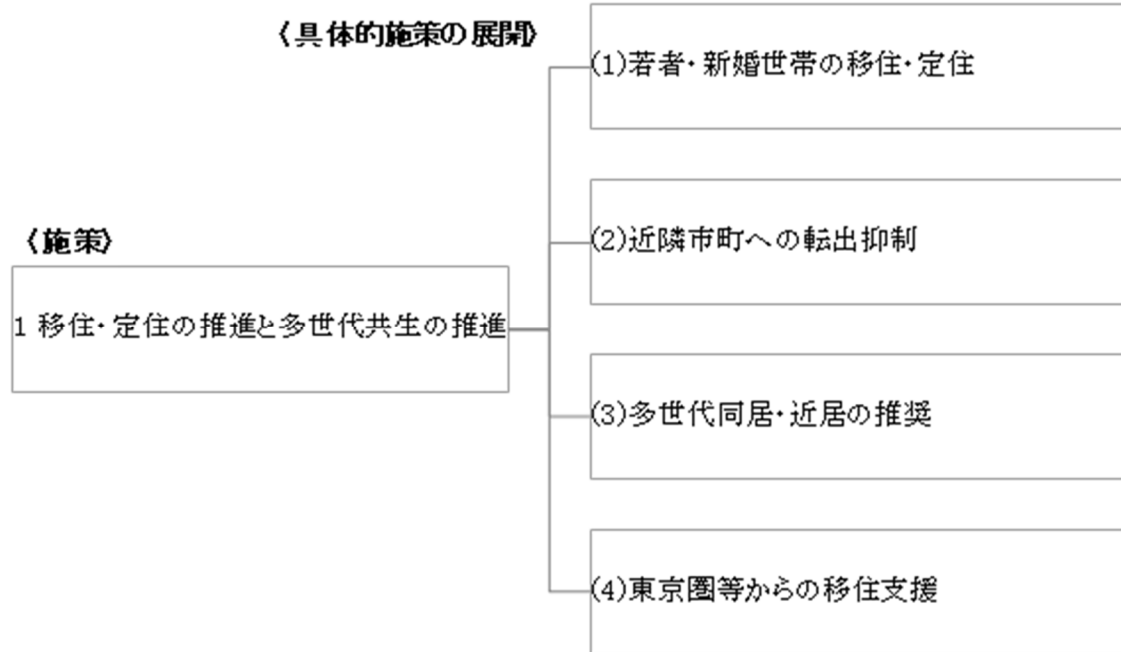 〈具体的施策の展開〉
(1)若者・新婚世帯の移住・定住
(2)近隣市町への転出抑制
〈施策〉
1 移住・定住の推進と多世代共生の推進
(3)多世代同居・近居の推奨
(4)東京圏等からの移住支援